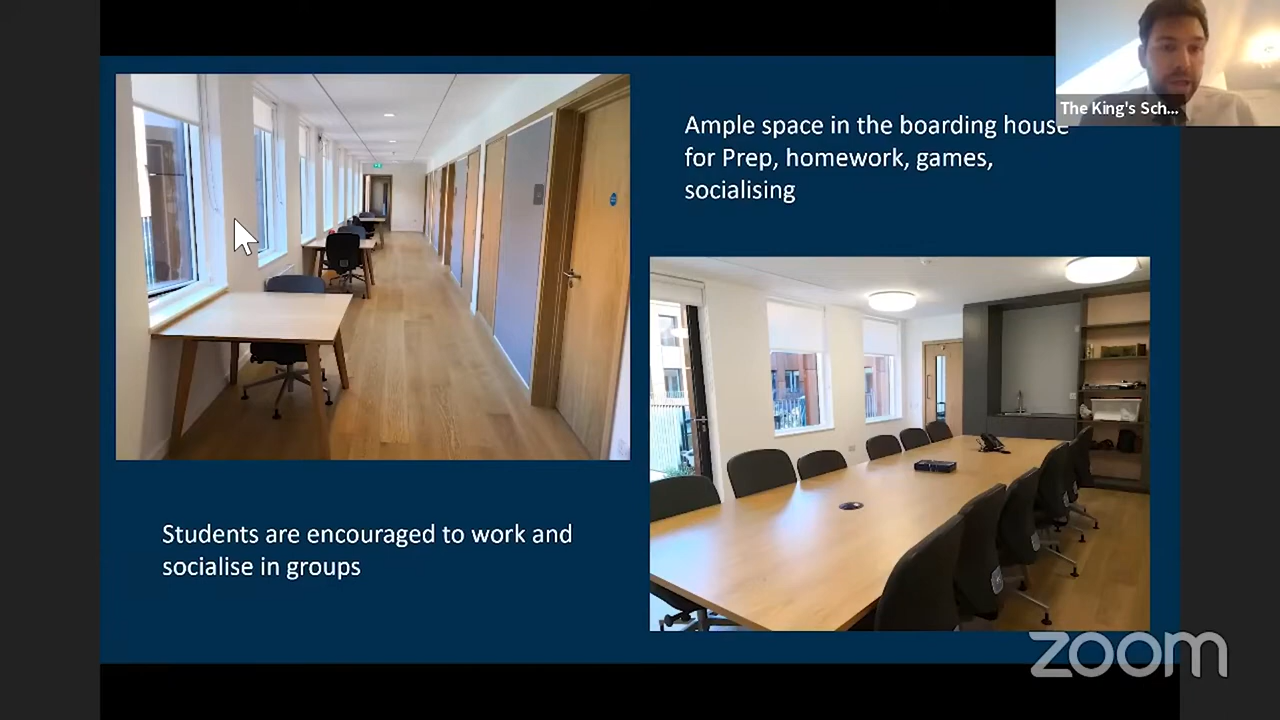 The King's Sch...
Ample space in the boarding house
for Prep, homework, games,
socialising
Students are encouraged to work and
socialise in groups
zoom